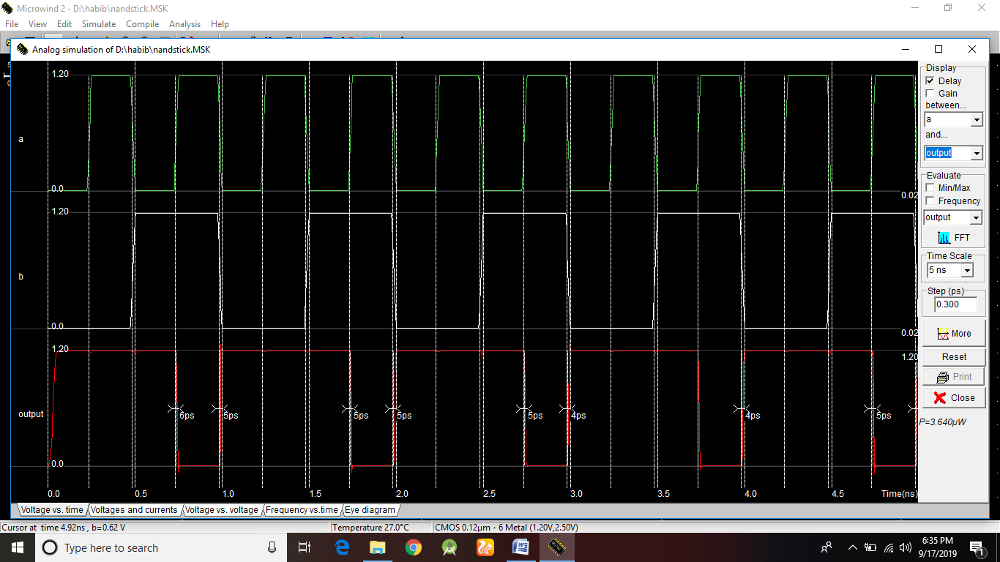 Microwind 2 - D:\habib\nandstick.MSK
File View Edit Simulate Compile Analysis Help
Analog simulation of D:\habib\nandstick.MSK
1.20
a
0.0
0.02
1.20
b
0.0
0.02
1.20
1.20
output
6ps 5ps 5ps 5ps 5ps 4ps 4ps 5ps
0.0
0.0 0.5 1.0 1.5 2.0 2.5 3.0 3.5 4.0 4.5 Time(ns)
Display
Delay
Gain
between...
a
and...
output
Evaluate
Min/Max
Frequency
output
FFT
Time Scale
5 ns
Step (ps)
0.300
More
Reset
Print
Close
P=3.640µW
Voltage vs. time Voltages and currents Voltage vs. voltage Frequency vs.time Eye diagram
Cursor at time 4.92ns , b=0.62 V Temperature 27.0°C CMOS 0.12µm - 6 Metal (1.20V,2.50V)
Type here to search
6:35 PM
9/17/2019
1